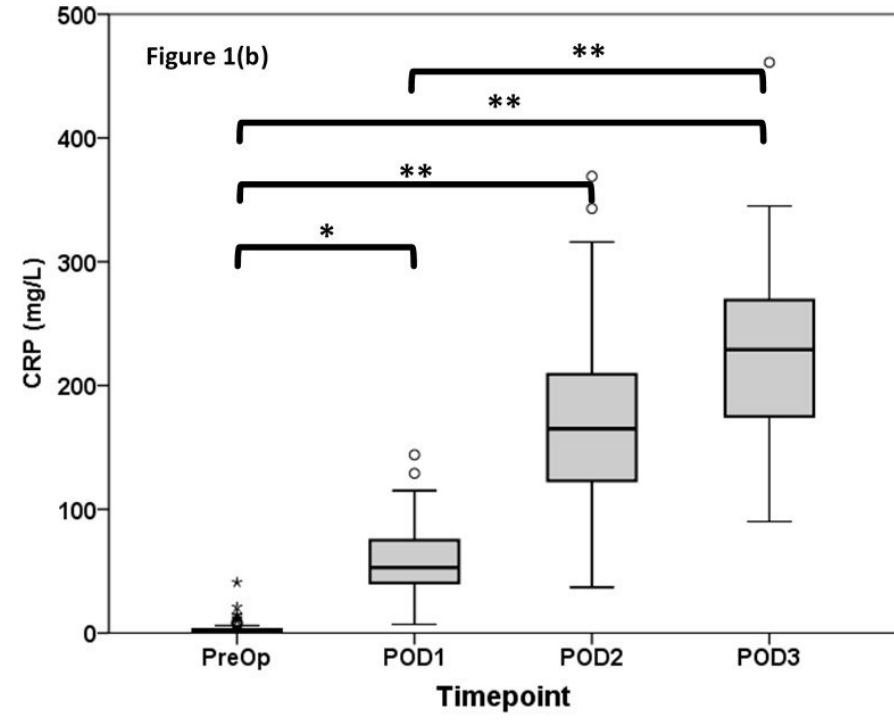 500
Figure 1(b)
**
**
400
**
*
300
CRP (mg/L)
200
100
0
PreOp POD1 POD2 POD3
Timepoint